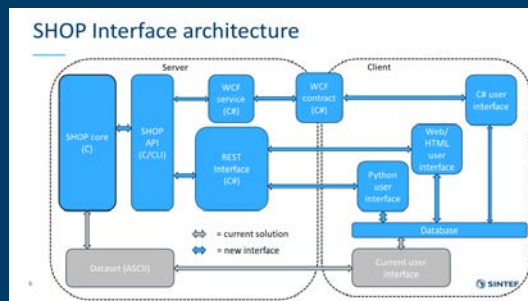 SHOP Interface architecture
Server
Client
SHOP core
(C)
SHOP
API
(C/CLI)
WCF
service
(C#)
WCF
contract
(C#)
C# user
interface
REST
Interface
(C#)
Web/
HTML
user
interface
Python
user
interface
Database
= current solution
= new interface
Dataset (ASCII)
Current user
interface
6
SINTEF